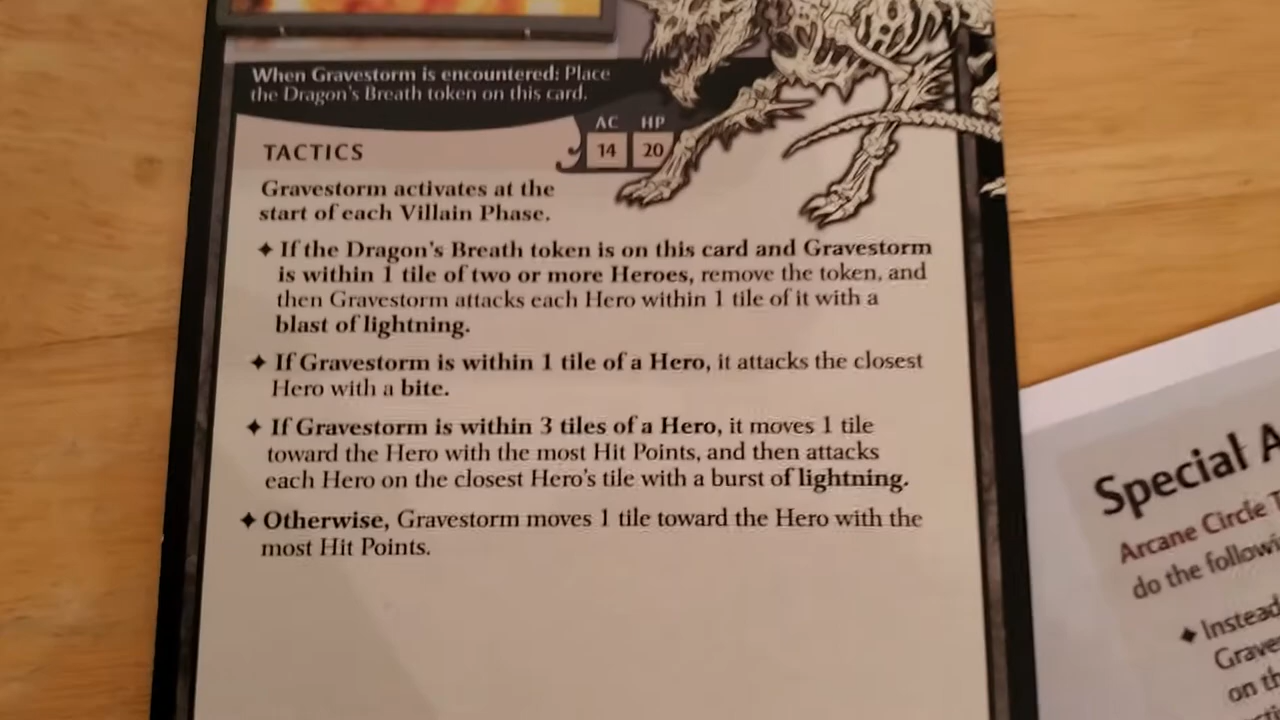 When Gravestorm is encountered: Place
the Dragon's Breath token on this card.
AC HP
14 20
TACTICS
Gravestorm activates at the
start of each Villain Phase.
✦ If the Dragon's Breath token is on this card and Gravestorm
is within 1 tile of two or more Heroes, remove the token, and
then Gravestorm attacks each Hero within 1 tile of it with a
blast of lightning.
✦ If Gravestorm is within 1 tile of a Hero, it attacks the closest
Hero with a bite.
✦ If Gravestorm is within 3 tiles of a Hero, it moves 1 tile
toward the Hero with the most Hit Points, and then attacks
each Hero on the closest Hero's tile with a burst of lightning.
✦ Otherwise, Gravestorm moves 1 tile toward the Hero with the
most Hit Points.
Special
Arcane Circle
do the
✦ Instead
on